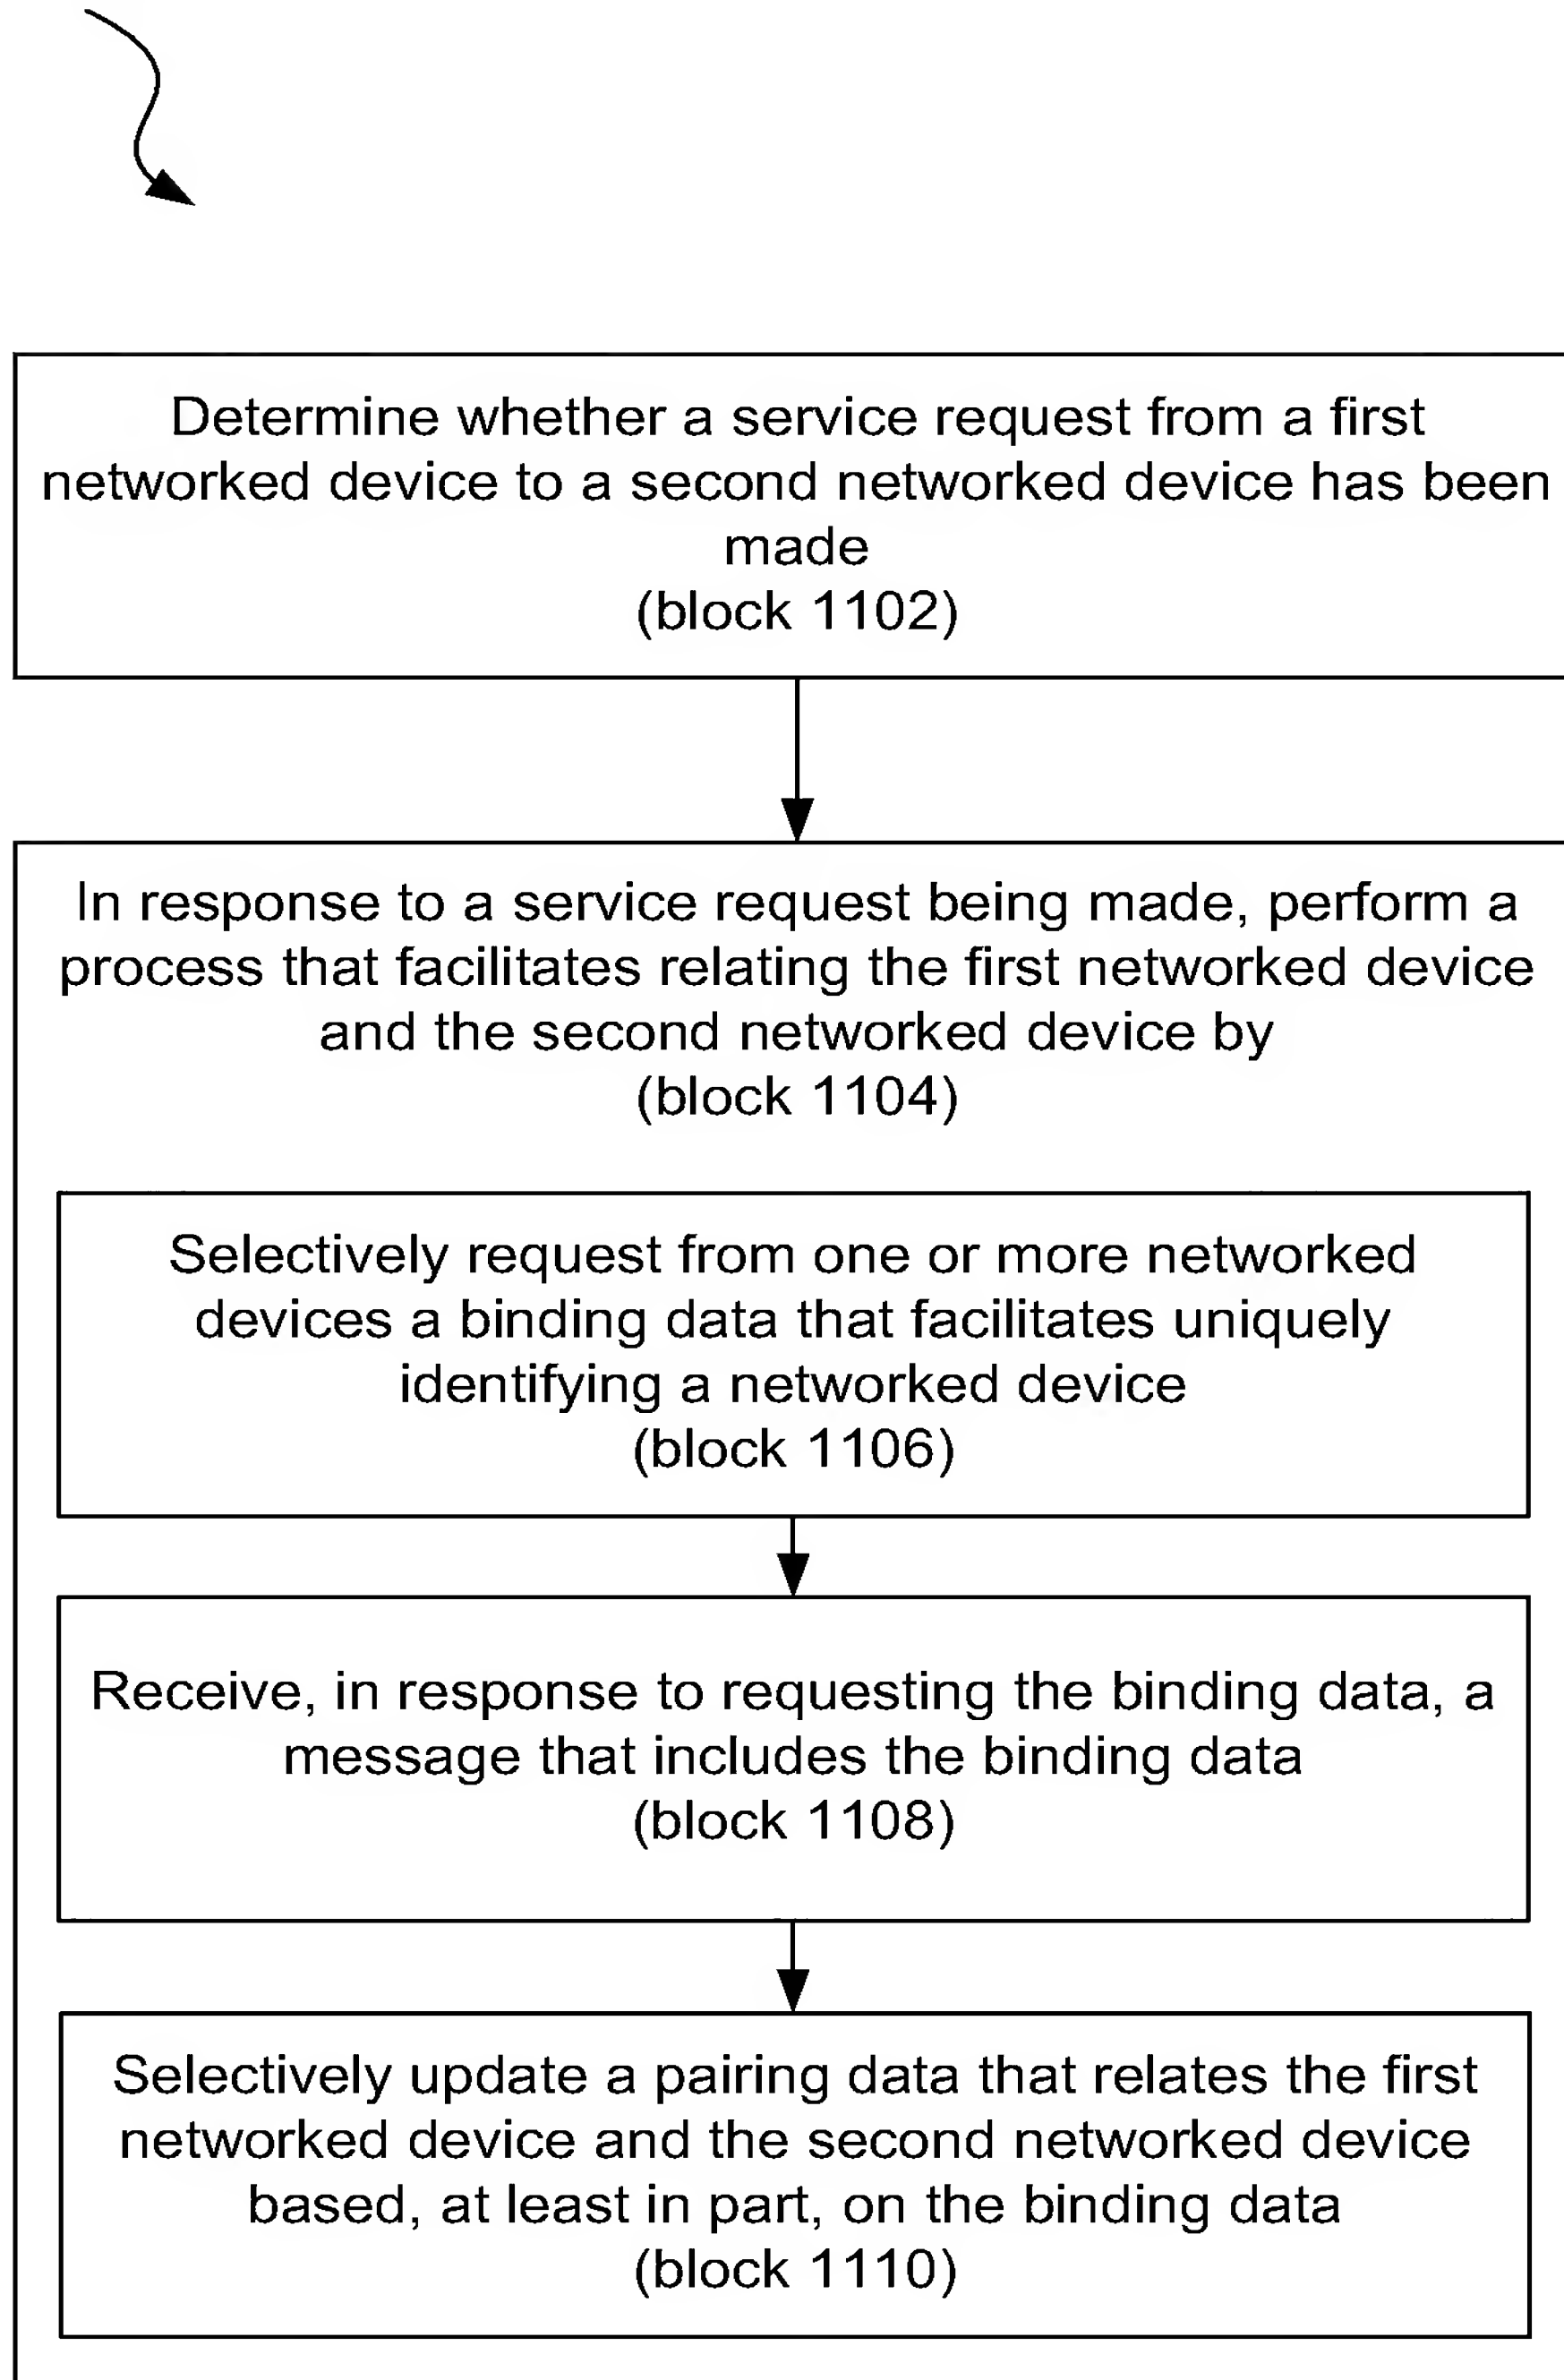 Determine whether a service request from a first
networked device to a second networked device has been
made
(block 1102)
In response to a service request being made, perform a
process that facilitates relating the first networked device
and the second networked device by
(block 1104)
Selectively request from one or more networked
devices a binding data that facilitates uniquely
identifying a networked device
(block 1106)
Receive, in response to requesting the binding data, a
message that includes the binding data
(block 1108)
Selectively update a pairing data that relates the first
networked device and the second networked device
based, at least in part, on the binding data
(block 1110)